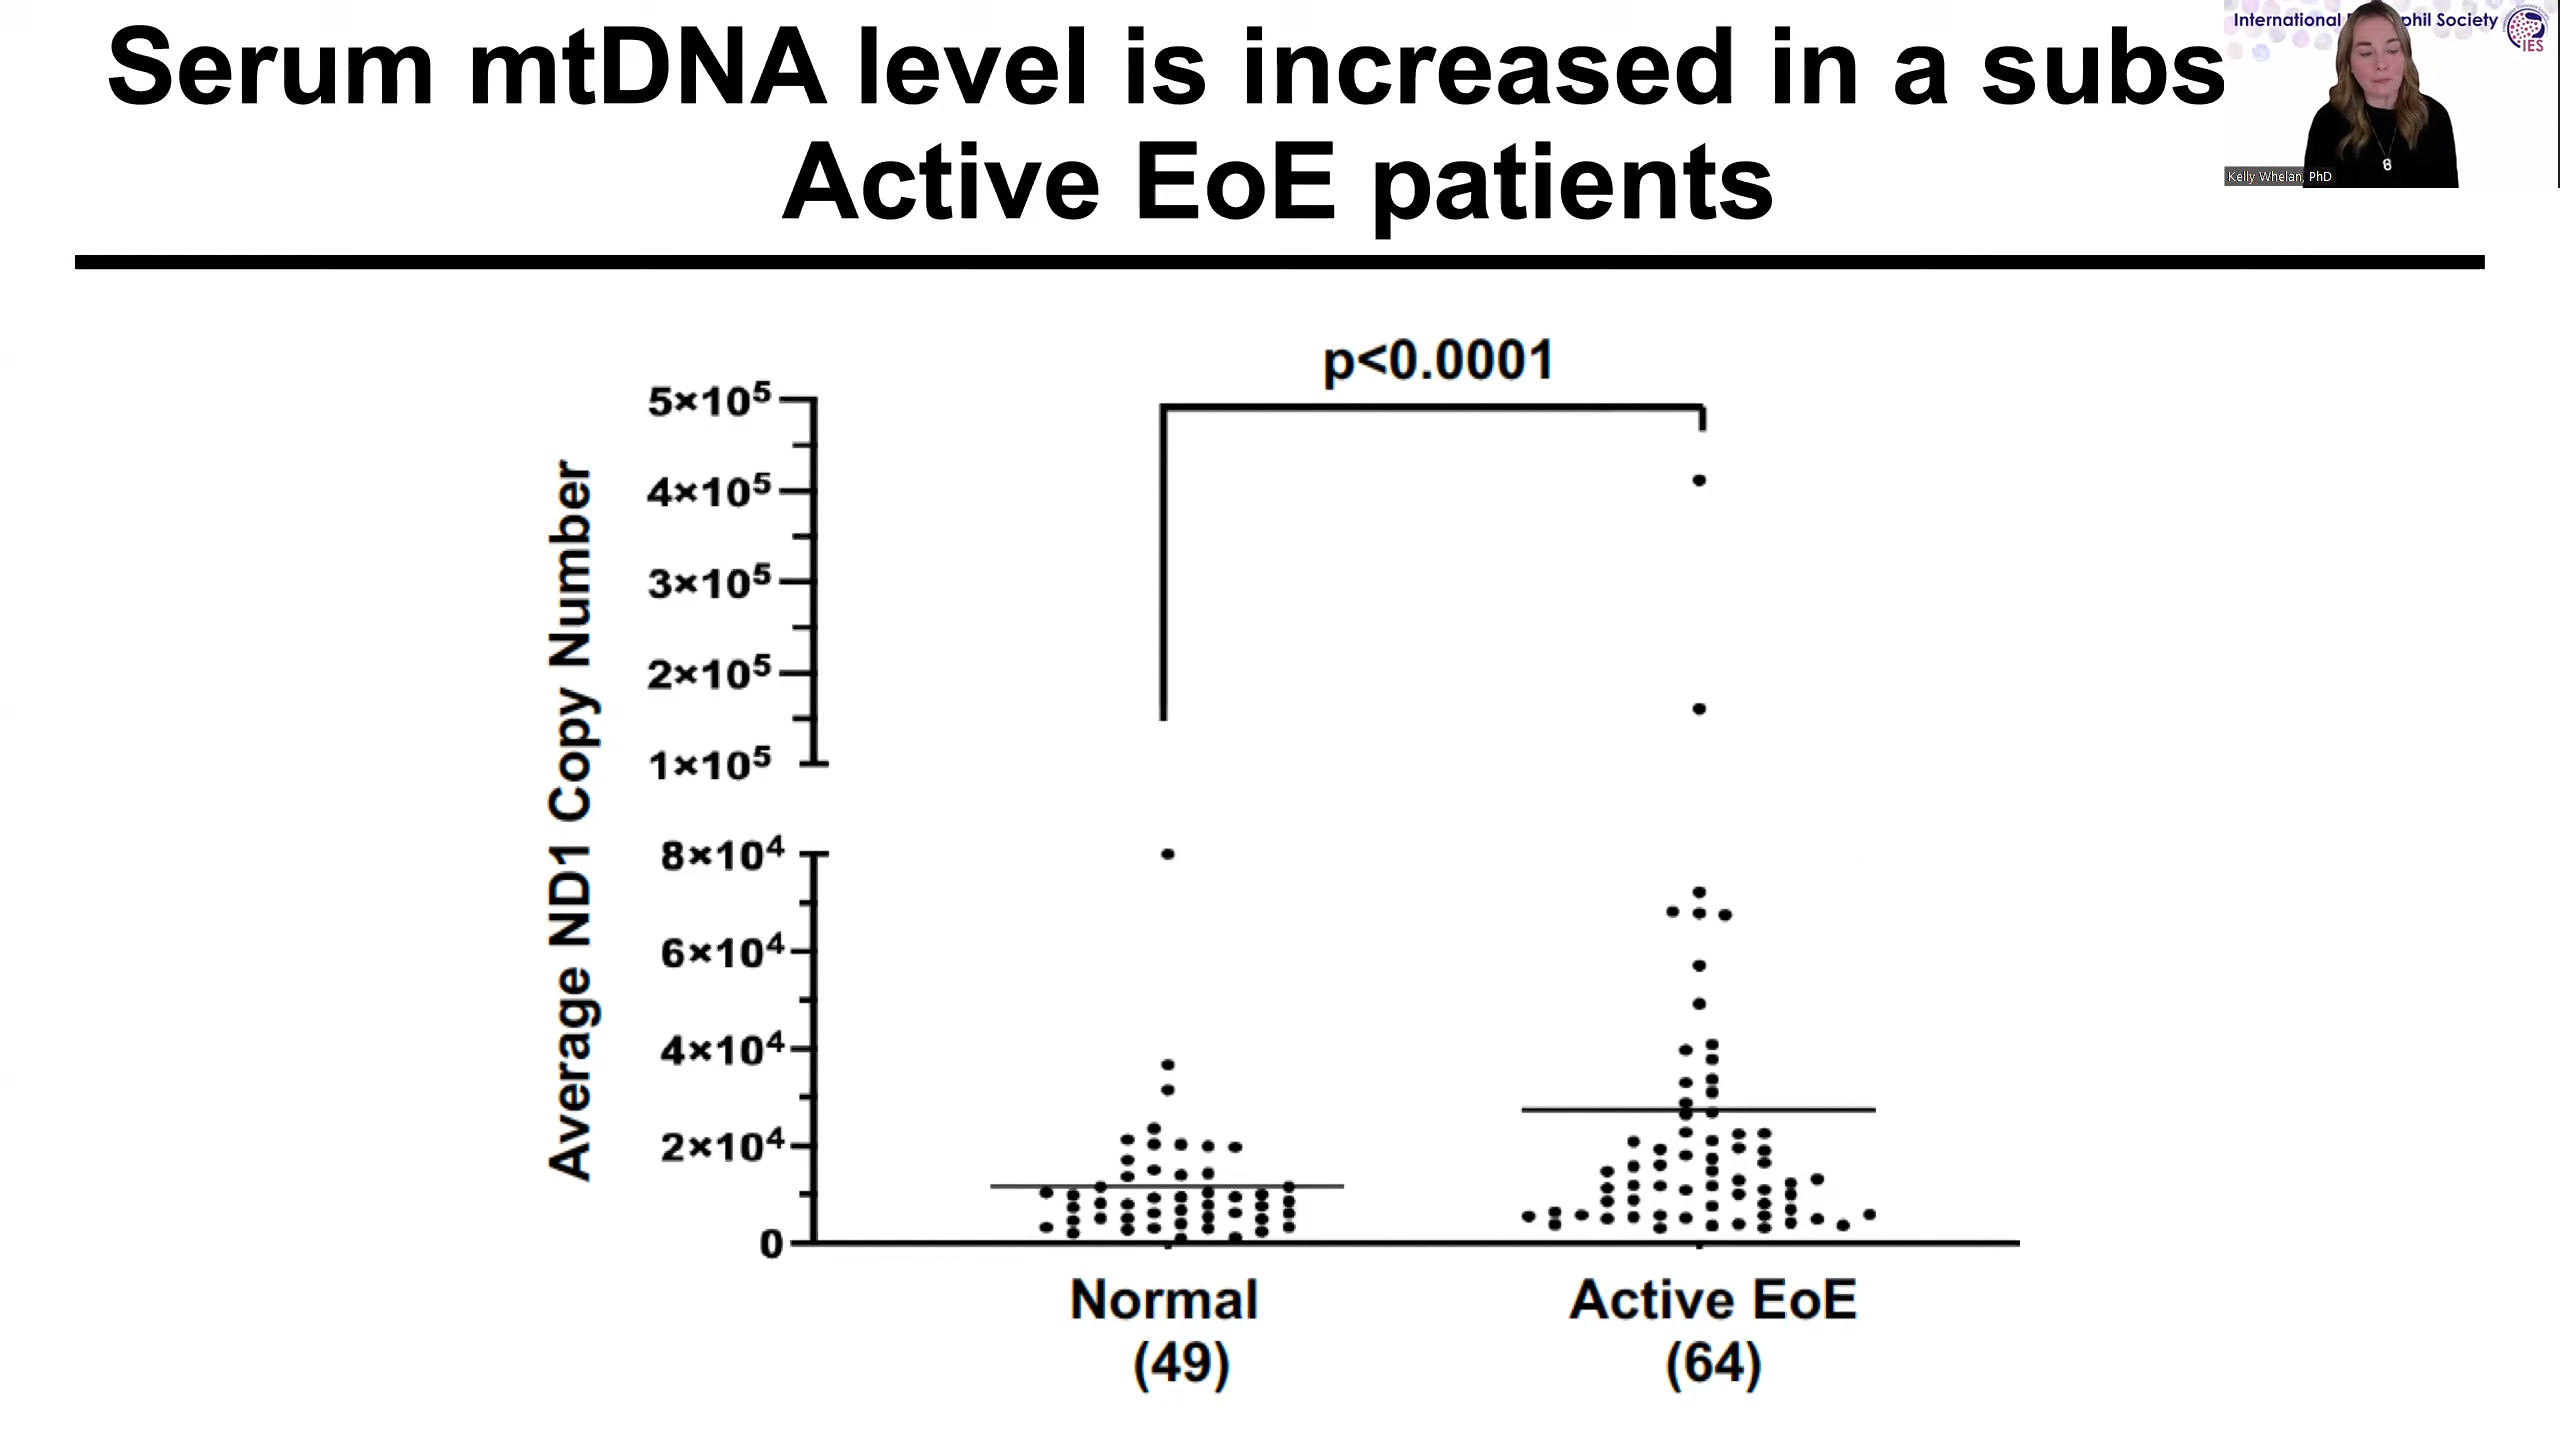 Serum mtDNA level is increased in a subs
Active EoE patients
International phil Society
IES
Kelly Whelan, PhD
p<0.0001
Average ND1 Copy Number
5×10⁵
4×10⁵
3×10⁵
2×10⁵
1×10⁵
8×10⁴
6×10⁴
4×10⁴
2×10⁴
0
Normal
(49)
Active EoE
(64)